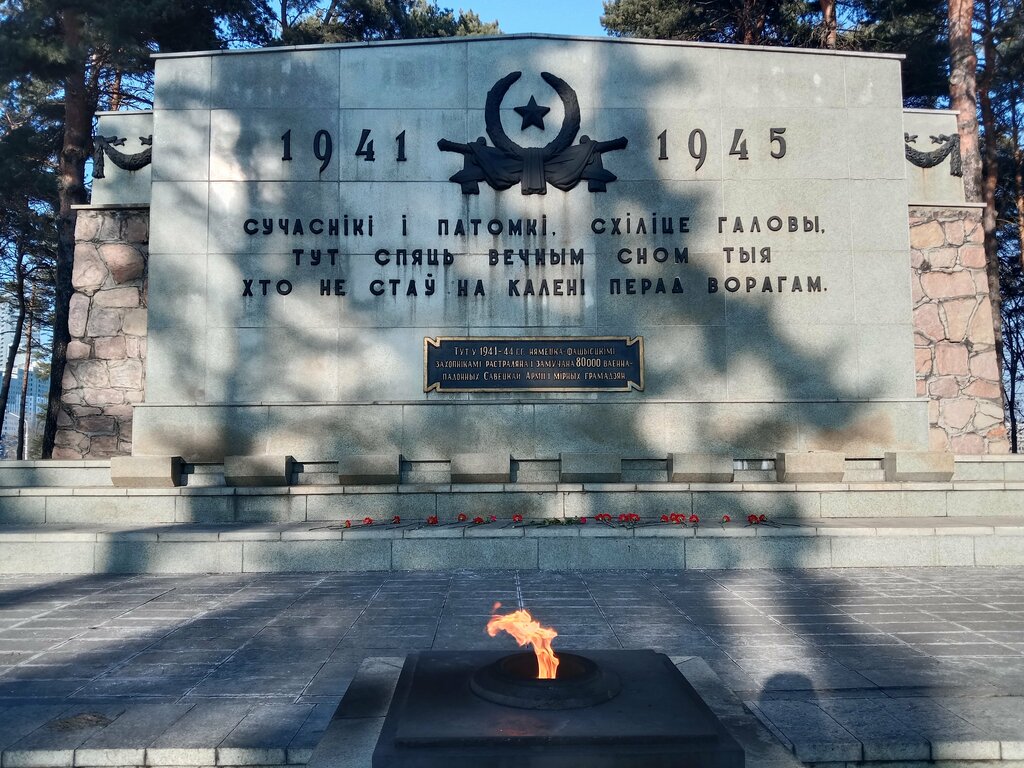 1941 1945
СУЧАСНІКІ І ПАТОМКІ, СХІЛІЦЕ ГАЛОВЫ,
ТУТ СПЯЦЬ ВЕЧНЫМ СНОМ ТЫЯ
ХТО НЕ СТАЎ НА КАЛЕНІ ПЕРАД ВОРАГАМ.
ТУТ У 1941-44 ГГ. НЯМЕЦКА-ФАШЫСЦКІМІ
ЗАХОПНІКАМІ РАСТРАЛЯНА І ЗАМУЧАНА 80000 ВАЕННА-
ПАЛОННЫХ САВЕЦКАЙ АРМІІ І МІРНЫХ ГРАМАДЗЯН